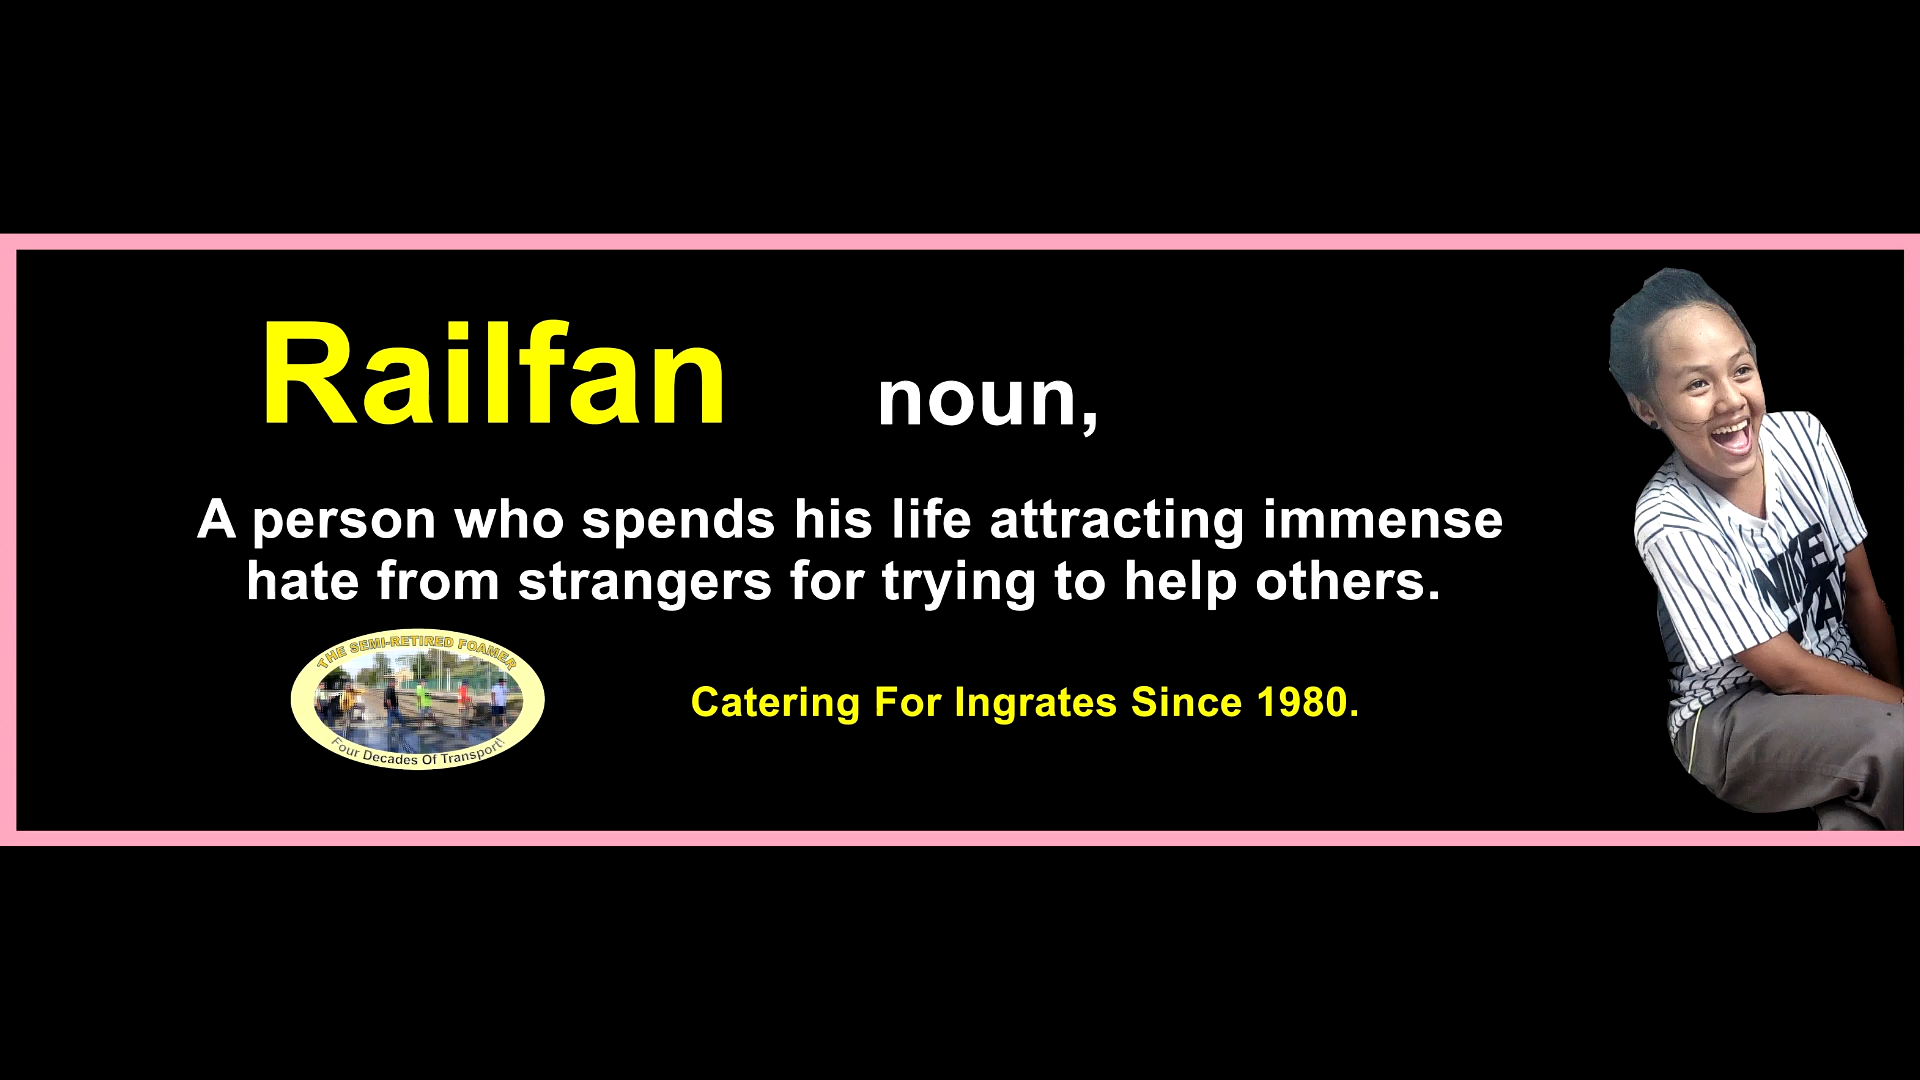 Railfan noun,
A person who spends his life attracting immense
hate from strangers for trying to help others.
THE SEMI-RETIRED FOAMER
Four Decades Of Transport!
Catering For Ingrates Since 1980.